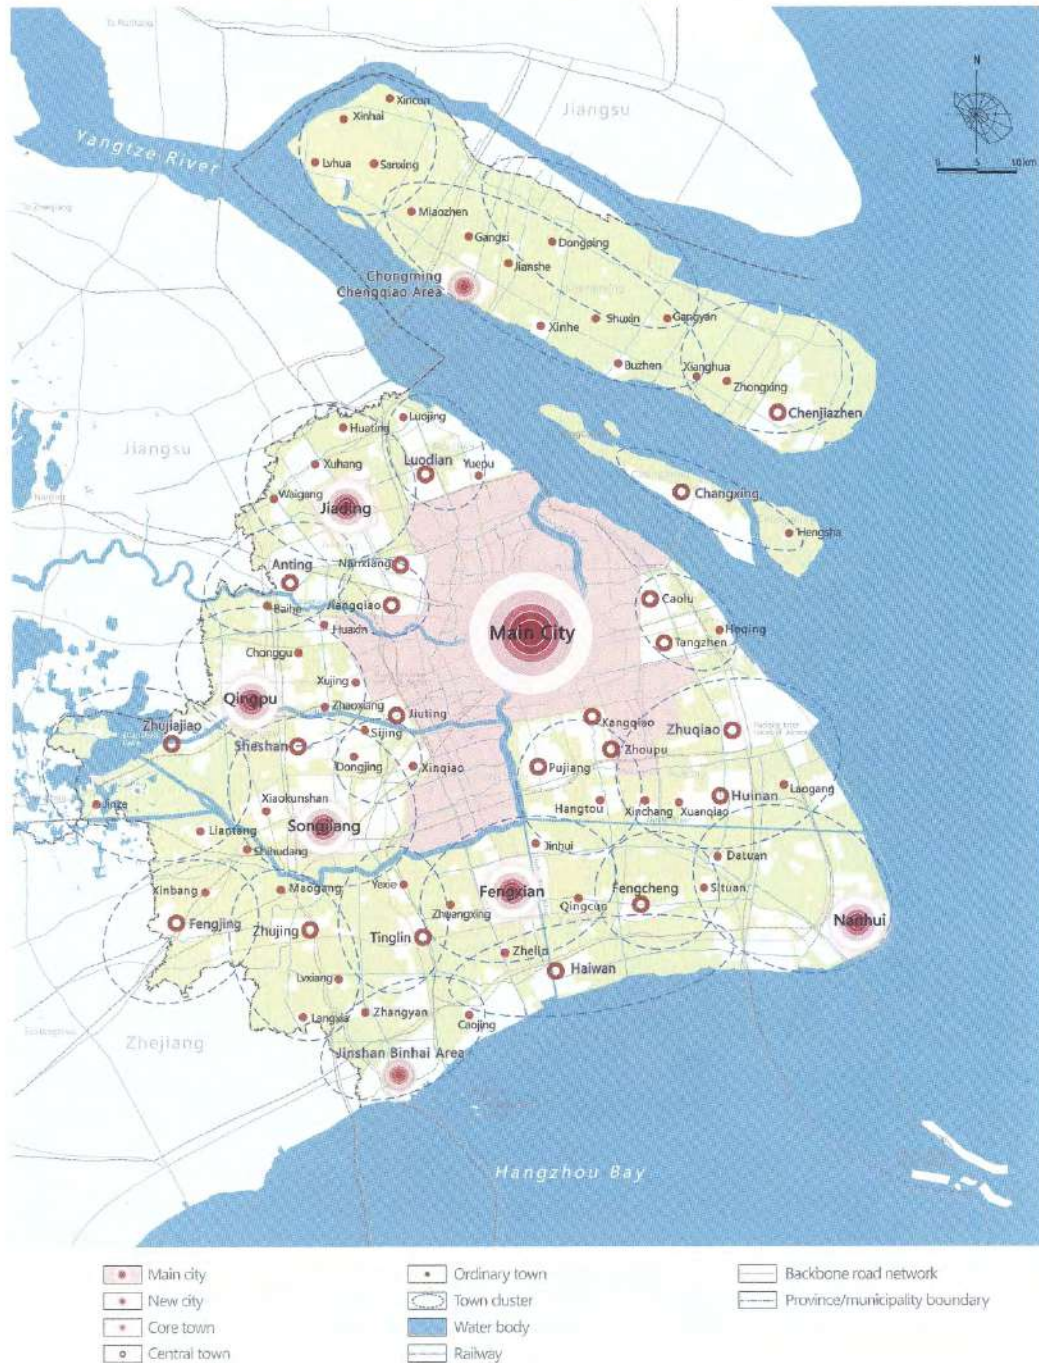 N
Jiangsu
0 5 10 km
Xincun
Xinhai
Yangtze River
Lvhua
Sanxing
Miaozhen
Gangxi
Dongping
Jianshe
Chongming
Chengqiao Area
Xinhe
Shuxin
Gangyan
Buzhen
Xianghua
Zhongxing
Chenjiazhen
Luojing
Huating
Jiangsu
Xuhang
Luodian
Yuepu
Waigang
Jiading
Changxing
Hengsha
Anting
Nanxiang
Jiangqiao
Baihe
Huaxin
Main City
Caolu
Heqing
Tangzhen
Chonggu
Xujing
Qingpu
Zhaoxiang
Jiuting
Kangqiao
Zhujiajiao
Sheshan
Sijing
Zhuqiao
Zhoupu
Dongjing
Xinqiao
Pujiang
Jinze
Xiaokunshan
Hangtou
Xinchang
Xuanqiao
Huinan
Laogang
Songjiang
Liantang
Shihudang
Jinhui
Datuan
Xinbang
Maogang
Yexie
Fengxian
Fengcheng
Situan
Zhuangxing
Qingcun
Fengjing
Zhujing
Tinglin
Nanhui
Zhelin
Haiwan
Lvxiang
Langxia
Zhangyan
Caojing
Zhejiang
Jinshan Binhai Area
Hangzhou Bay
Main city
New city
Core town
Central town
Ordinary town
Town cluster
Water body
Railway
Backbone road network
Province/municipality boundary